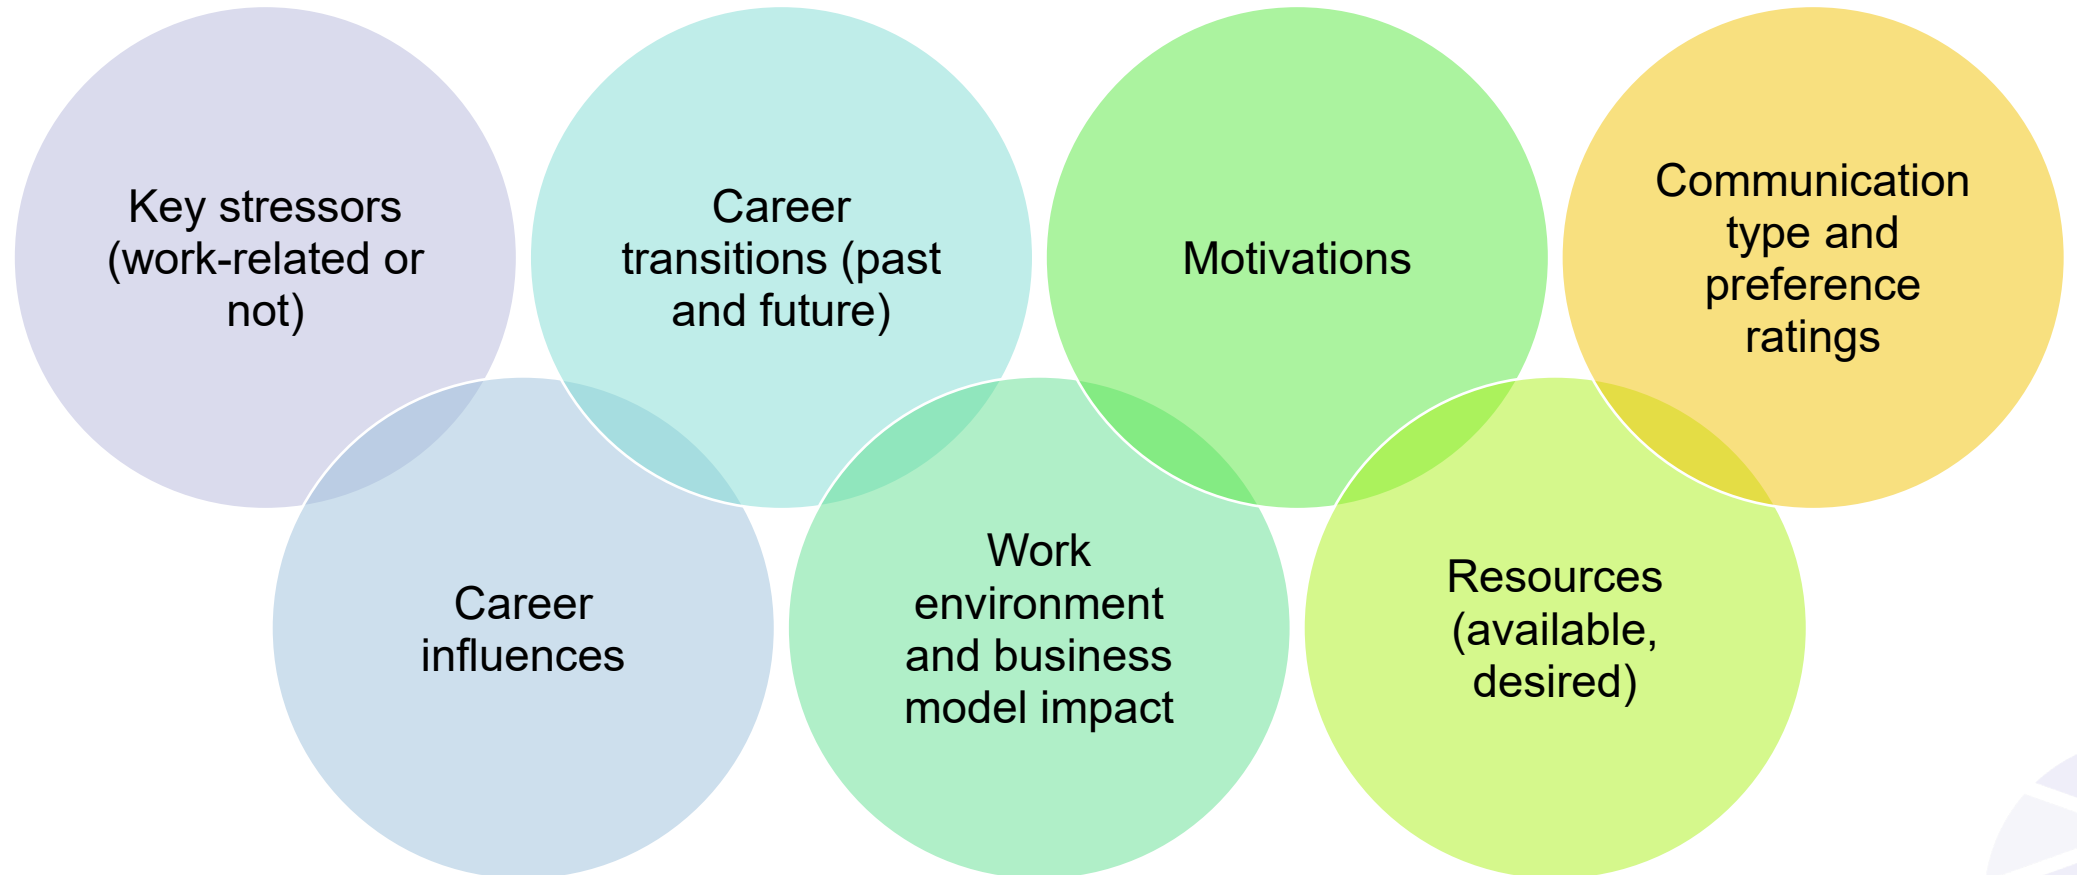 Key stressors
(work-related or
not)
Career
influences
Career
transitions (past
and future)
Work
environment
and business
model impact
Motivations
Resources
(available,
desired)
Communication
type and
preference
ratings